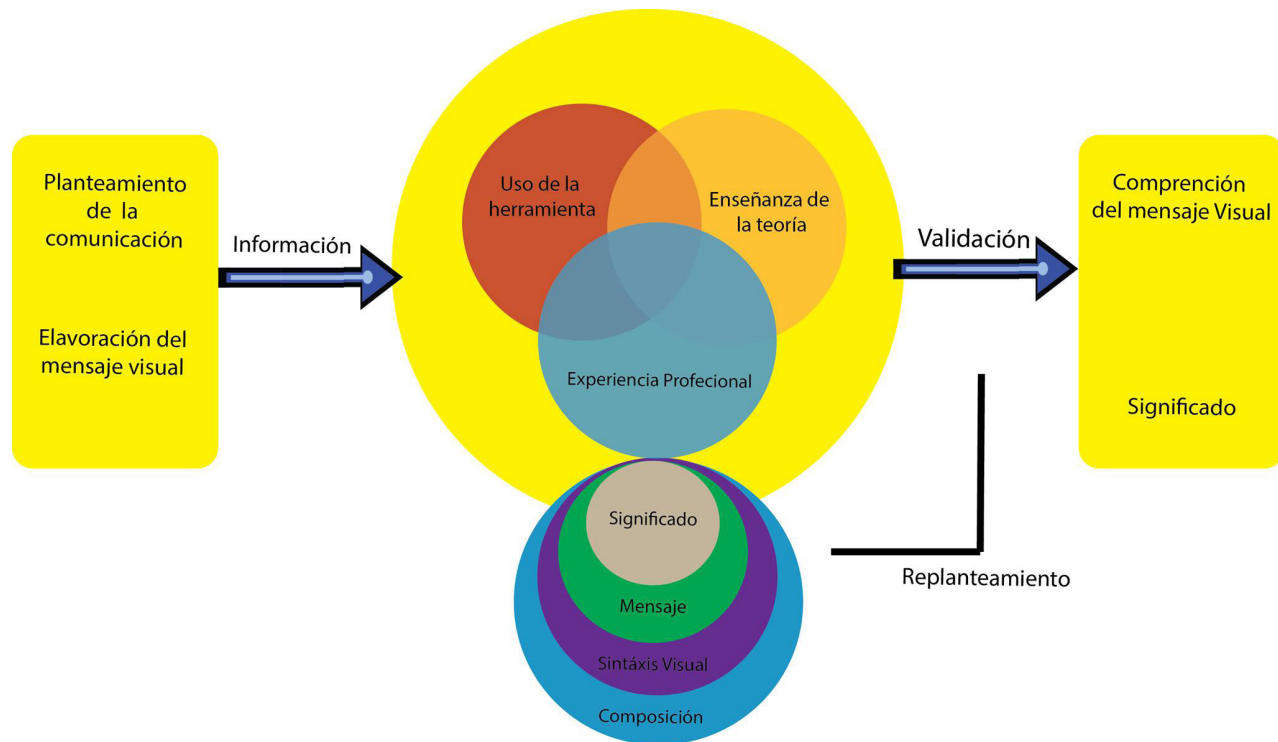 Planteamiento
de la
comunicación
Elavoración del
mensaje visual
Información
Uso de la
herramienta
Enseñanza de
la teoría
Experiencia Profecional
Significado
Mensaje
Sintáxis Visual
Composición
Validación
Replanteamiento
Comprención
del mensaje Visual
Significado